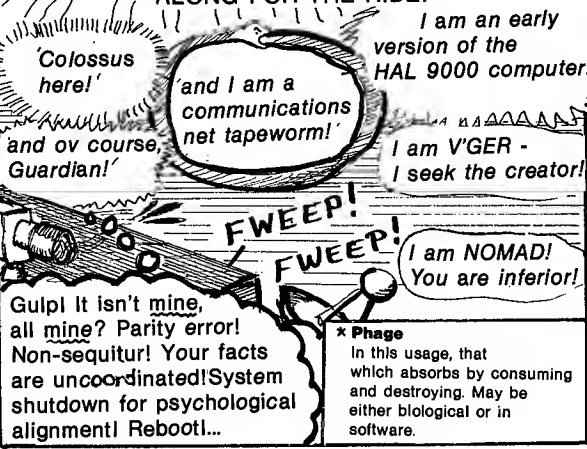 ALONG FOR THE RIDE!
'Colossus
here!'
'and I am a
communications
net tapeworm!'
I am an early
version of the
HAL 9000 computer.
'and ov course,
Guardian!'
I am V'GER -
I seek the creator!
FWEEP!
FWEEP!
I am NOMAD!
You are inferior!
Gulp! It isn't mine,
all mine? Parity error!
Non-sequitur! Your facts
are uncoordinated!System
shutdown for psychological
alignment! Reboot!...
* Phage
In this usage, that
which absorbs by consuming
and destroying. May be
either biological or in
software.